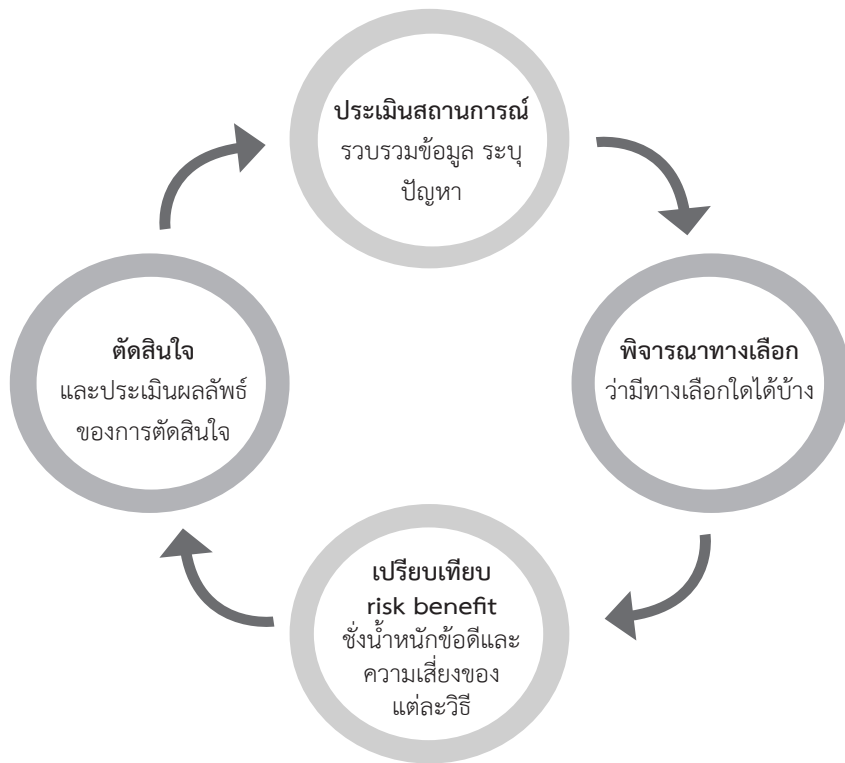 ประเมินสถานการณ์
รวบรวมข้อมูล ระบุ
ปัญหา
พิจารณาทางเลือก
ว่ามีทางเลือกใดได้บ้าง
เปรียบเทียบ
risk benefit
ชั่งน้ำหนักข้อดีและ
ความเสี่ยงของ
แต่ละวิธี
ตัดสินใจ
และประเมินผลลัพธ์
ของการตัดสินใจ